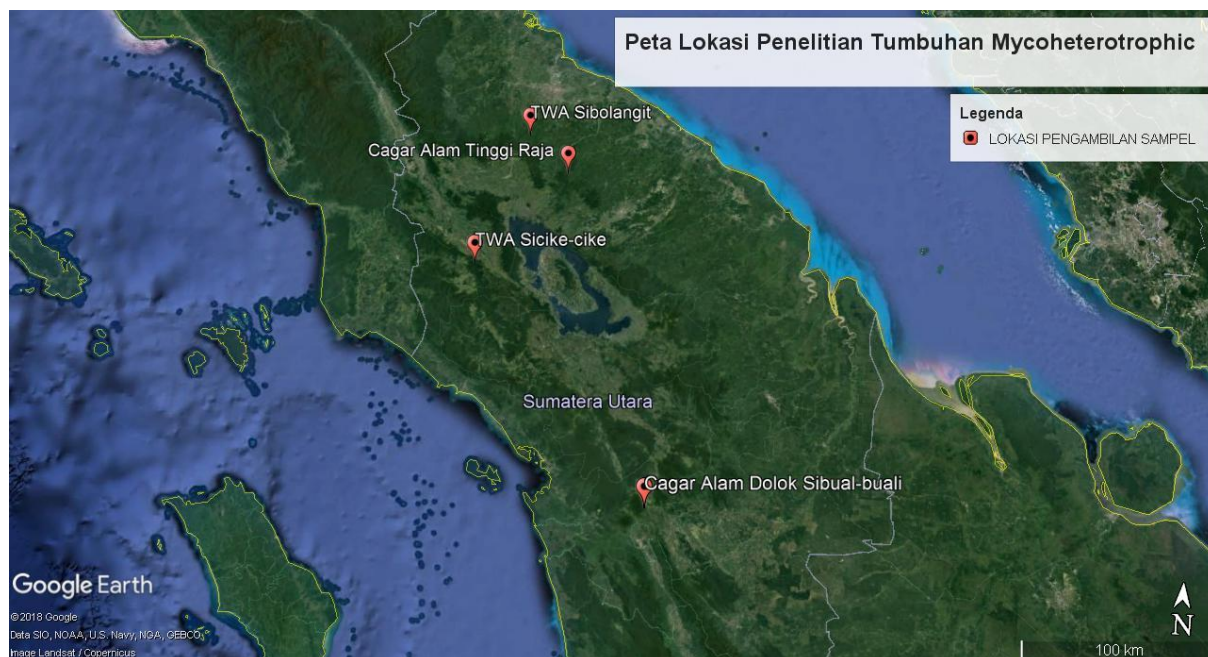 Peta Lokasi Penelitian Tumbuhan Mycoheterotrophic
Legenda
LOKASI PENGAMBILAN SAMPEL
TWA Sibolangit
Cagar Alam Tinggi Raja
TWA Sicike-cike
Sumatera Utara
Cagar Alam Dolok Sibual-buali
Google Earth
©2018 Google
Data SIO, NOAA, U.S. Navy, NGA, GEBCO
Image Landsat / Copernicus
N
100 km